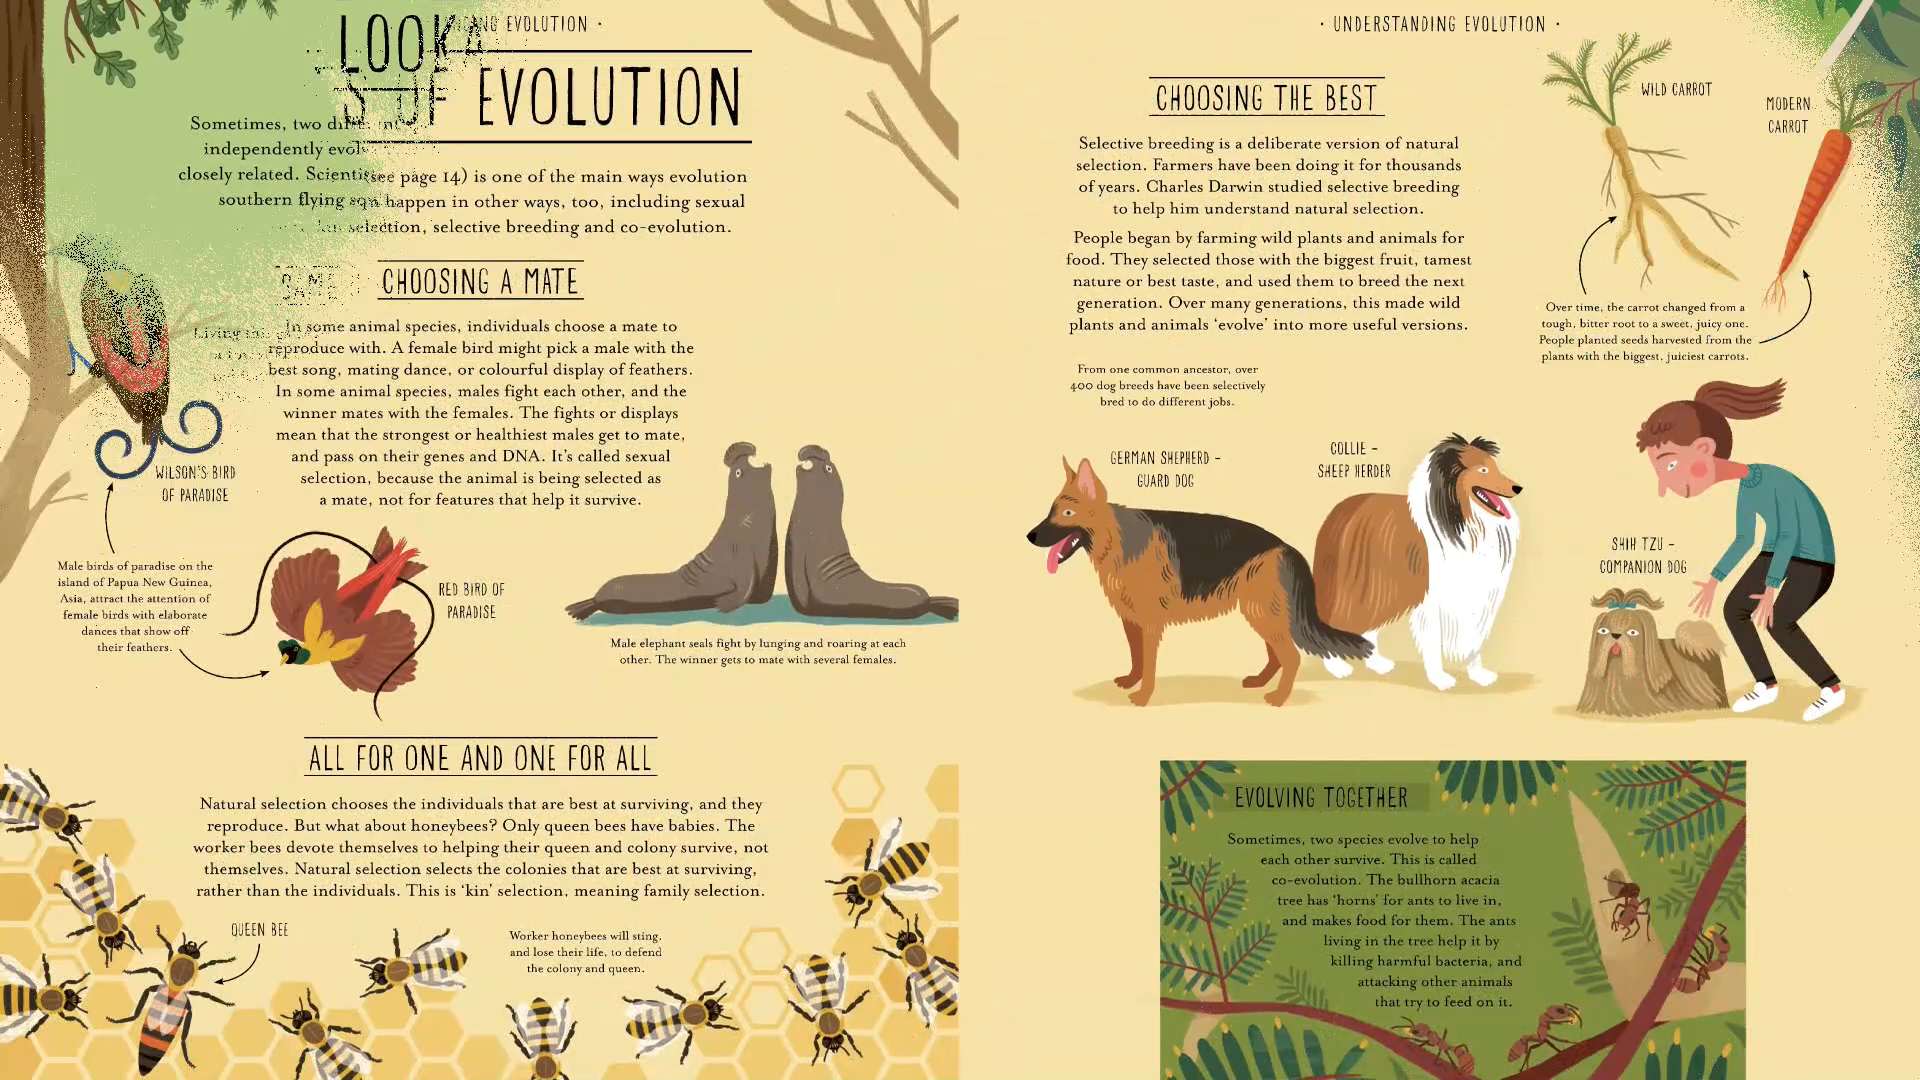 EVOLUTION ·
LOOKA
S OF EVOLUTION
Sometimes, two
independently evol
closely related. Scienti
southern flying squ
(see page 14) is one of the main ways evolution
happen in other ways, too, including sexual
selection, selective breeding and co-evolution.
SAME
CHOOSING A MATE
Living
In some animal species, individuals choose a mate to
reproduce with. A female bird might pick a male with the
best song, mating dance, or colourful display of feathers.
In some animal species, males fight each other, and the
winner mates with the females. The fights or displays
mean that the strongest or healthiest males get to mate,
and pass on their genes and DNA. It's called sexual
selection, because the animal is being selected as
a mate, not for features that help it survive.
WILSON'S BIRD
OF PARADISE
Male birds of paradise on the
island of Papua New Guinea,
Asia, attract the attention of
female birds with elaborate
dances that show off
their feathers.
RED BIRD OF
PARADISE
Male elephant seals fight by lunging and roaring at each
other. The winner gets to mate with several females.
ALL FOR ONE AND ONE FOR ALL
Natural selection chooses the individuals that are best at surviving, and they
reproduce. But what about honeybees? Only queen bees have babies. The
worker bees devote themselves to helping their queen and colony survive, not
themselves. Natural selection selects the colonies that are best at surviving,
rather than the individuals. This is 'kin' selection, meaning family selection.
QUEEN BEE
Worker honeybees will sting,
and lose their life, to defend
the colony and queen.
· UNDERSTANDING EVOLUTION ·
CHOOSING THE BEST
Selective breeding is a deliberate version of natural
selection. Farmers have been doing it for thousands
of years. Charles Darwin studied selective breeding
to help him understand natural selection.
People began by farming wild plants and animals for
food. They selected those with the biggest fruit, tamest
nature or best taste, and used them to breed the next
generation. Over many generations, this made wild
plants and animals 'evolve' into more useful versions.
WILD CARROT
MODERN
CARROT
Over time, the carrot changed from a
tough, bitter root to a sweet, juicy one.
People planted seeds harvested from the
plants with the biggest, juiciest carrots.
From one common ancestor, over
400 dog breeds have been selectively
bred to do different jobs.
GERMAN SHEPHERD –
GUARD DOG
COLLIE –
SHEEP HERDER
SHIH TZU –
COMPANION DOG
EVOLVING TOGETHER
Sometimes, two species evolve to help
each other survive. This is called
co-evolution. The bullhorn acacia
tree has 'horns' for ants to live in,
and makes food for them. The ants
living in the tree help it by
killing harmful bacteria, and
attacking other animals
that try to feed on it.